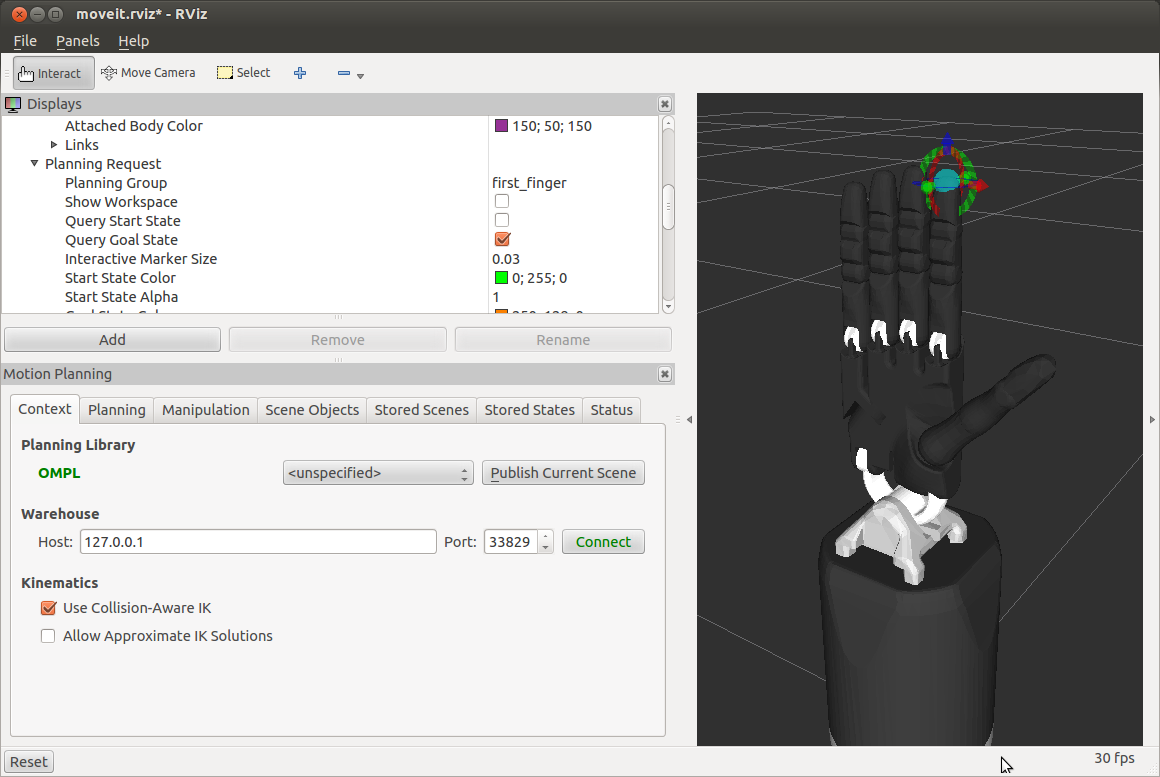 moveit.rviz* - RViz
File Panels Help
Interact Move Camera Select
Displays
Attached Body Color 150; 50; 150
Links
Planning Request
Planning Group first_finger
Show Workspace
Query Start State
Query Goal State
Interactive Marker Size 0.03
Start State Color 0; 255; 0
Start State Alpha 1
Add Remove Rename
Motion Planning
Context Planning Manipulation Scene Objects Stored Scenes Stored States Status
Planning Library
OMPL <unspecified> Publish Current Scene
Warehouse
Host: 127.0.0.1 Port: 33829 Connect
Kinematics
Use Collision-Aware IK
Allow Approximate IK Solutions
Reset 30 fps